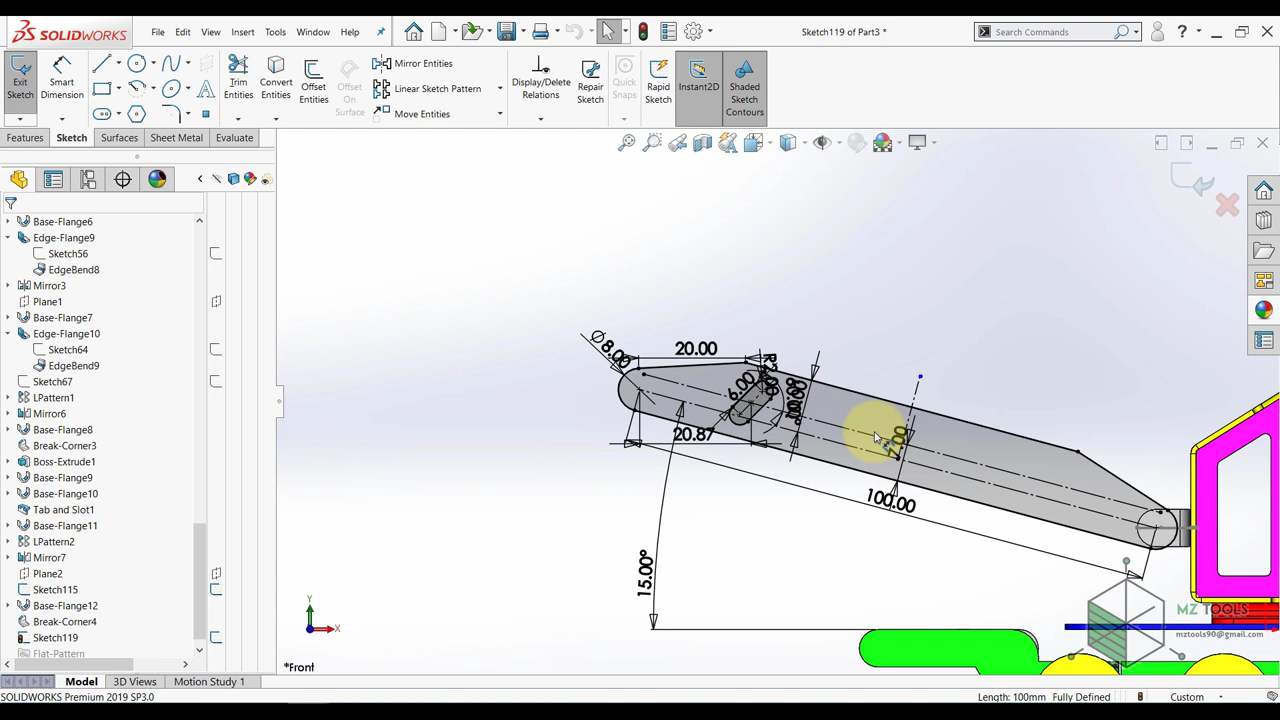 SOLIDWORKS
File Edit View Insert Tools Window Help
Sketch119 of Part3 *
Search Commands
Exit Sketch
Smart Dimension
Trim Entities
Convert Entities
Offset Entities
Offset On Surface
Mirror Entities
Linear Sketch Pattern
Move Entities
Display/Delete Relations
Repair Sketch
Quick Snaps
Rapid Sketch
Instant2D
Shaded Sketch Contours
Features Sketch Surfaces Sheet Metal Evaluate
Base-Flange6
Edge-Flange9
Sketch56
EdgeBend8
Mirror3
Plane1
Base-Flange7
Edge-Flange10
Sketch64
EdgeBend9
Sketch67
LPattern1
Mirror6
Base-Flange8
Break-Corner3
Boss-Extrude1
Base-Flange9
Base-Flange10
Tab and Slot1
Base-Flange11
LPattern2
Mirror7
Plane2
Sketch115
Base-Flange12
Break-Corner4
Sketch119
Flat-Pattern
Ø8.00
20.00
6.00
20.87
7.00
100.00
15.00°
Y
X
MZ TOOLS
mztools90@gmail.com
*Front
Model 3D Views Motion Study 1
SOLIDWORKS Premium 2019 SP3.0
Length: 100mm Fully Defined
Custom